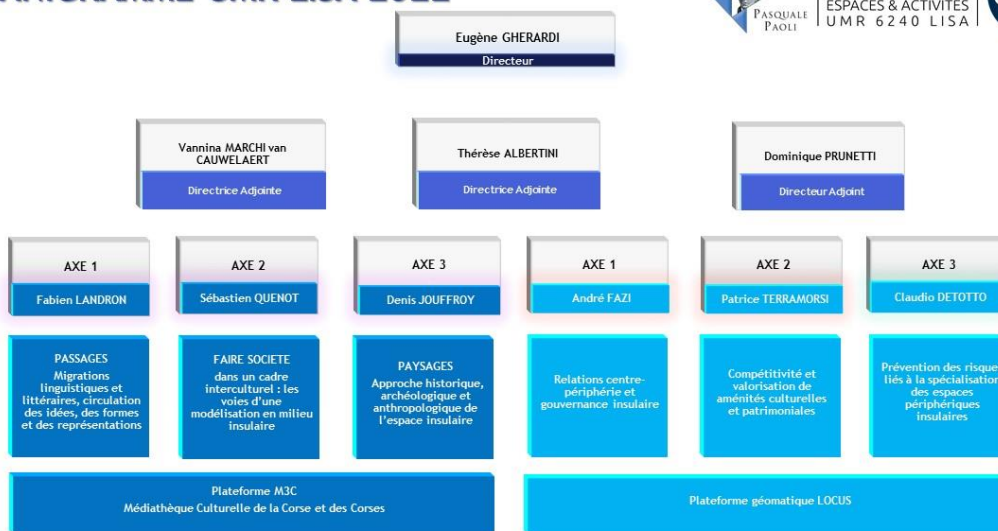 UMR LISA 2022
PASQUALE
PAOLI
ESPACES & ACTIVITÉS
UMR 6240 LISA
Eugène GHERARDI
Directeur
Vannina MARCHI van
CAUWELAERT
Directrice Adjointe
Thérèse ALBERTINI
Directrice Adjointe
Dominique PRUNETTI
Directeur Adjoint
AXE 1
Fabien LANDRON
AXE 2
Sébastien QUENOT
AXE 3
Denis JOUFFROY
AXE 1
André FAZI
AXE 2
Patrice TERRAMORSI
AXE 3
Claudio DETOTTO
PASSAGES
Migrations
linguistiques et
littéraires, circulation
des idées, des formes
et des représentations
FAIRE SOCIETE
dans un cadre
interculturel : les
voies d'une
modélisation en milieu
insulaire
PAYSAGES
Approche historique,
archéologique et
anthropologique de
l'espace insulaire
Relations centre-
périphérie et
gouvernance insulaire
Compétitivité et
valorisation de
aménités culturelles
et patrimoniales
Prévention des risque
liés à la spécialisation
des espaces
périphériques
insulaires
Plateforme M3C
Médiathèque Culturelle de la Corse et des Corses
Plateforme géomatique LOCUS